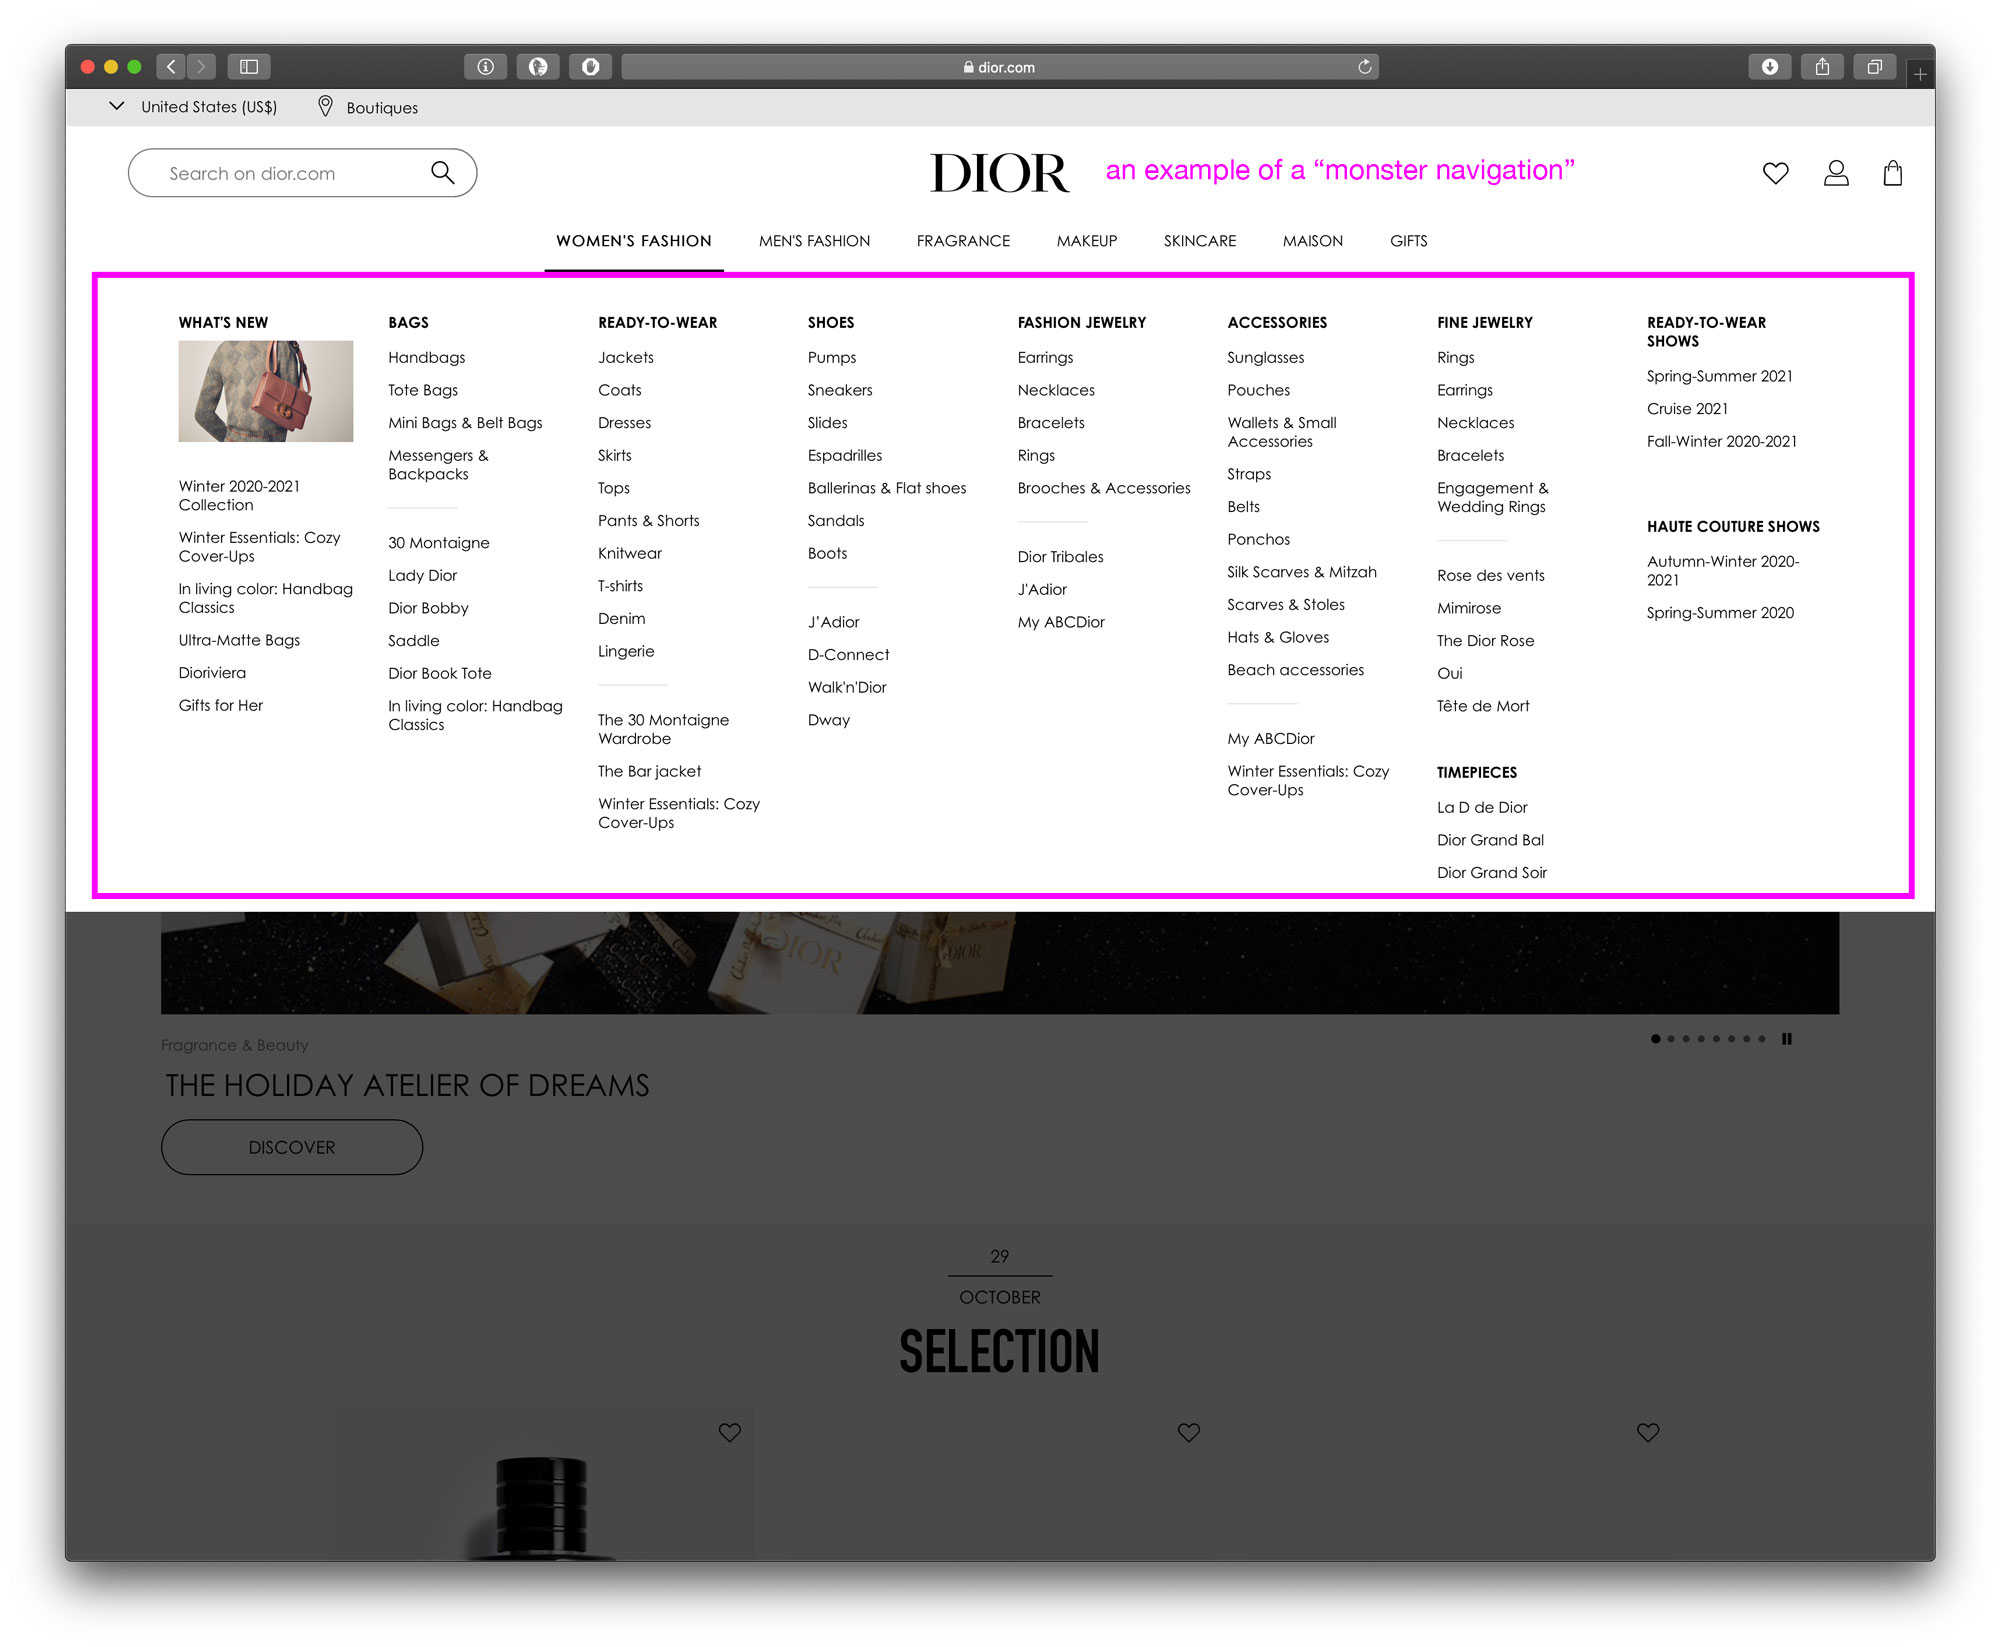 dior.com
United States (US$)
Boutiques
Search on dior.com
DIOR
an example of a “monster navigation”
WOMEN'S FASHION
MEN'S FASHION
FRAGRANCE
MAKEUP
SKINCARE
MAISON
GIFTS
WHAT'S NEW
Winter 2020-2021
Collection
Winter Essentials: Cozy
Cover-Ups
In living color: Handbag
Classics
Ultra-Matte Bags
Dioriviera
Gifts for Her
BAGS
Handbags
Tote Bags
Mini Bags & Belt Bags
Messengers &
Backpacks
30 Montaigne
Lady Dior
Dior Bobby
Saddle
Dior Book Tote
In living color: Handbag
Classics
READY-TO-WEAR
Jackets
Coats
Dresses
Skirts
Tops
Pants & Shorts
Knitwear
T-shirts
Denim
Lingerie
The 30 Montaigne
Wardrobe
The Bar jacket
Winter Essentials: Cozy
Cover-Ups
SHOES
Pumps
Sneakers
Slides
Espadrilles
Ballerinas & Flat shoes
Sandals
Boots
J’Adior
D-Connect
Walk'n'Dior
Dway
FASHION JEWELRY
Earrings
Necklaces
Bracelets
Rings
Brooches & Accessories
Dior Tribales
J'Adior
My ABCDior
ACCESSORIES
Sunglasses
Pouches
Wallets & Small
Accessories
Straps
Belts
Ponchos
Silk Scarves & Mitzah
Scarves & Stoles
Hats & Gloves
Beach accessories
My ABCDior
Winter Essentials: Cozy
Cover-Ups
FINE JEWELRY
Rings
Earrings
Necklaces
Bracelets
Engagement &
Wedding Rings
Rose des vents
Mimirose
The Dior Rose
Oui
Tête de Mort
TIMEPIECES
La D de Dior
Dior Grand Bal
Dior Grand Soir
READY-TO-WEAR
SHOWS
Spring-Summer 2021
Cruise 2021
Fall-Winter 2020-2021
HAUTE COUTURE SHOWS
Autumn-Winter 2020-
2021
Spring-Summer 2020
DIOR
DIOR
Fragrance & Beauty
THE HOLIDAY ATELIER OF DREAMS
DISCOVER
29
OCTOBER
SELECTION